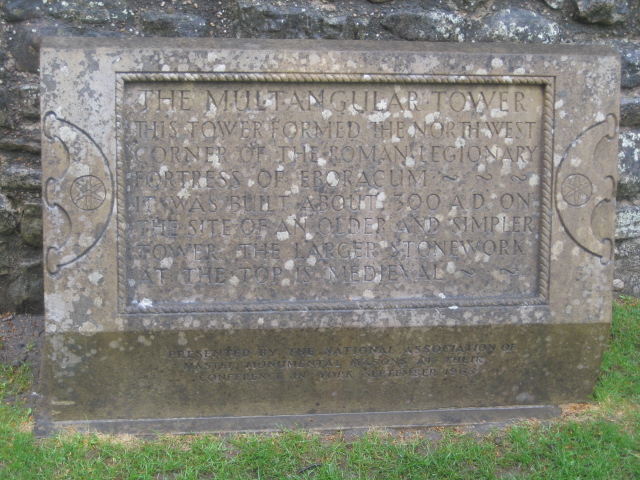 THE MULTANGULAR TOWER
THIS TOWER FORMED THE NORTH WEST
CORNER OF THE ROMAN LEGIONARY
FORTRESS OF EBORACUM ~ ~ ~
IT WAS BUILT ABOUT 300 A.D. ON
THE SITE OF AN OLDER AND SIMPLER
TOWER. THE LARGER STONEWORK
AT THE TOP IS MEDIEVAL ~ ~
PRESENTED BY THE NATIONAL ASSOCIATION OF
MASTER MONUMENTAL MASONS AT THEIR
CONFERENCE IN YORK SEPTEMBER